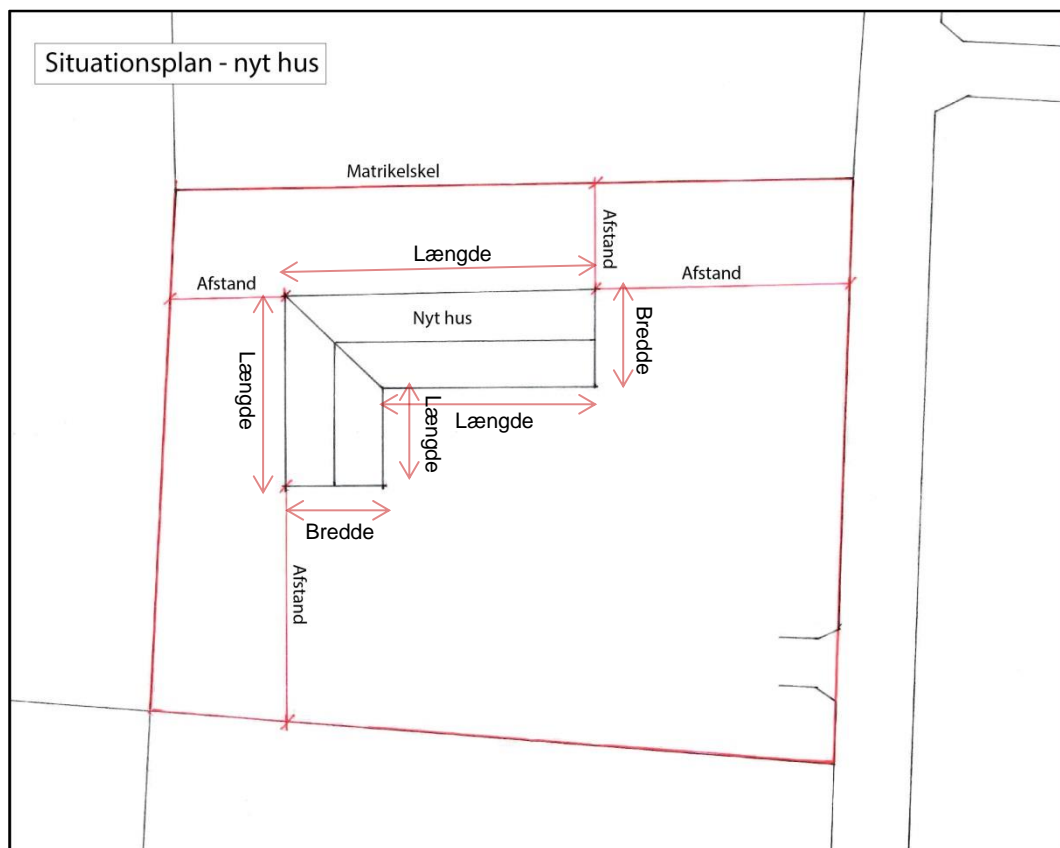 Situationsplan - nyt hus
Matrikelskel
Afstand
Længde
Afstand
Afstand
Nyt hus
Bredde
Længde
Længde
Længde
Bredde
Afstand